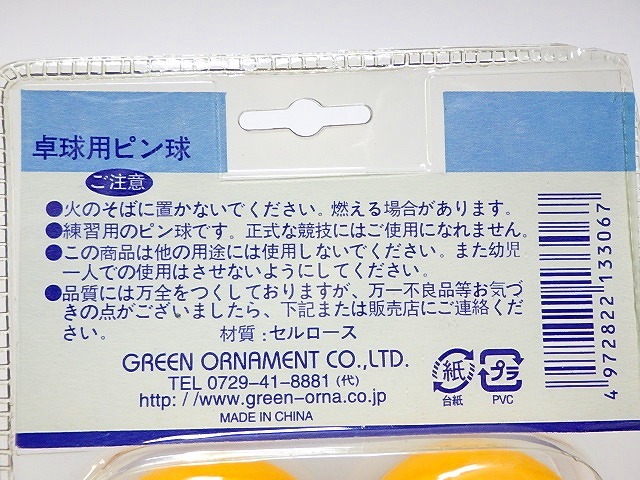 卓球用ピン球
ご注意
●火のそばに置かないでください。燃える場合があります。
●練習用のピン球です。正式な競技にはご使用になれません。
●この商品は他の用途には使用しないでください。また幼児
一人での使用はさせないようにしてください。
●品質には万全をつくしておりますが、万一不良品等お気づ
きの点がございましたら、下記または販売店にご連絡くだ
さい。 材質:セルロース
GREEN ORNAMENT CO.,LTD.
TEL 0729-41-8881 (代)
http://www.green-orna.co.jp
MADE IN CHINA
紙
台紙
プラ
PVC
4972822133067